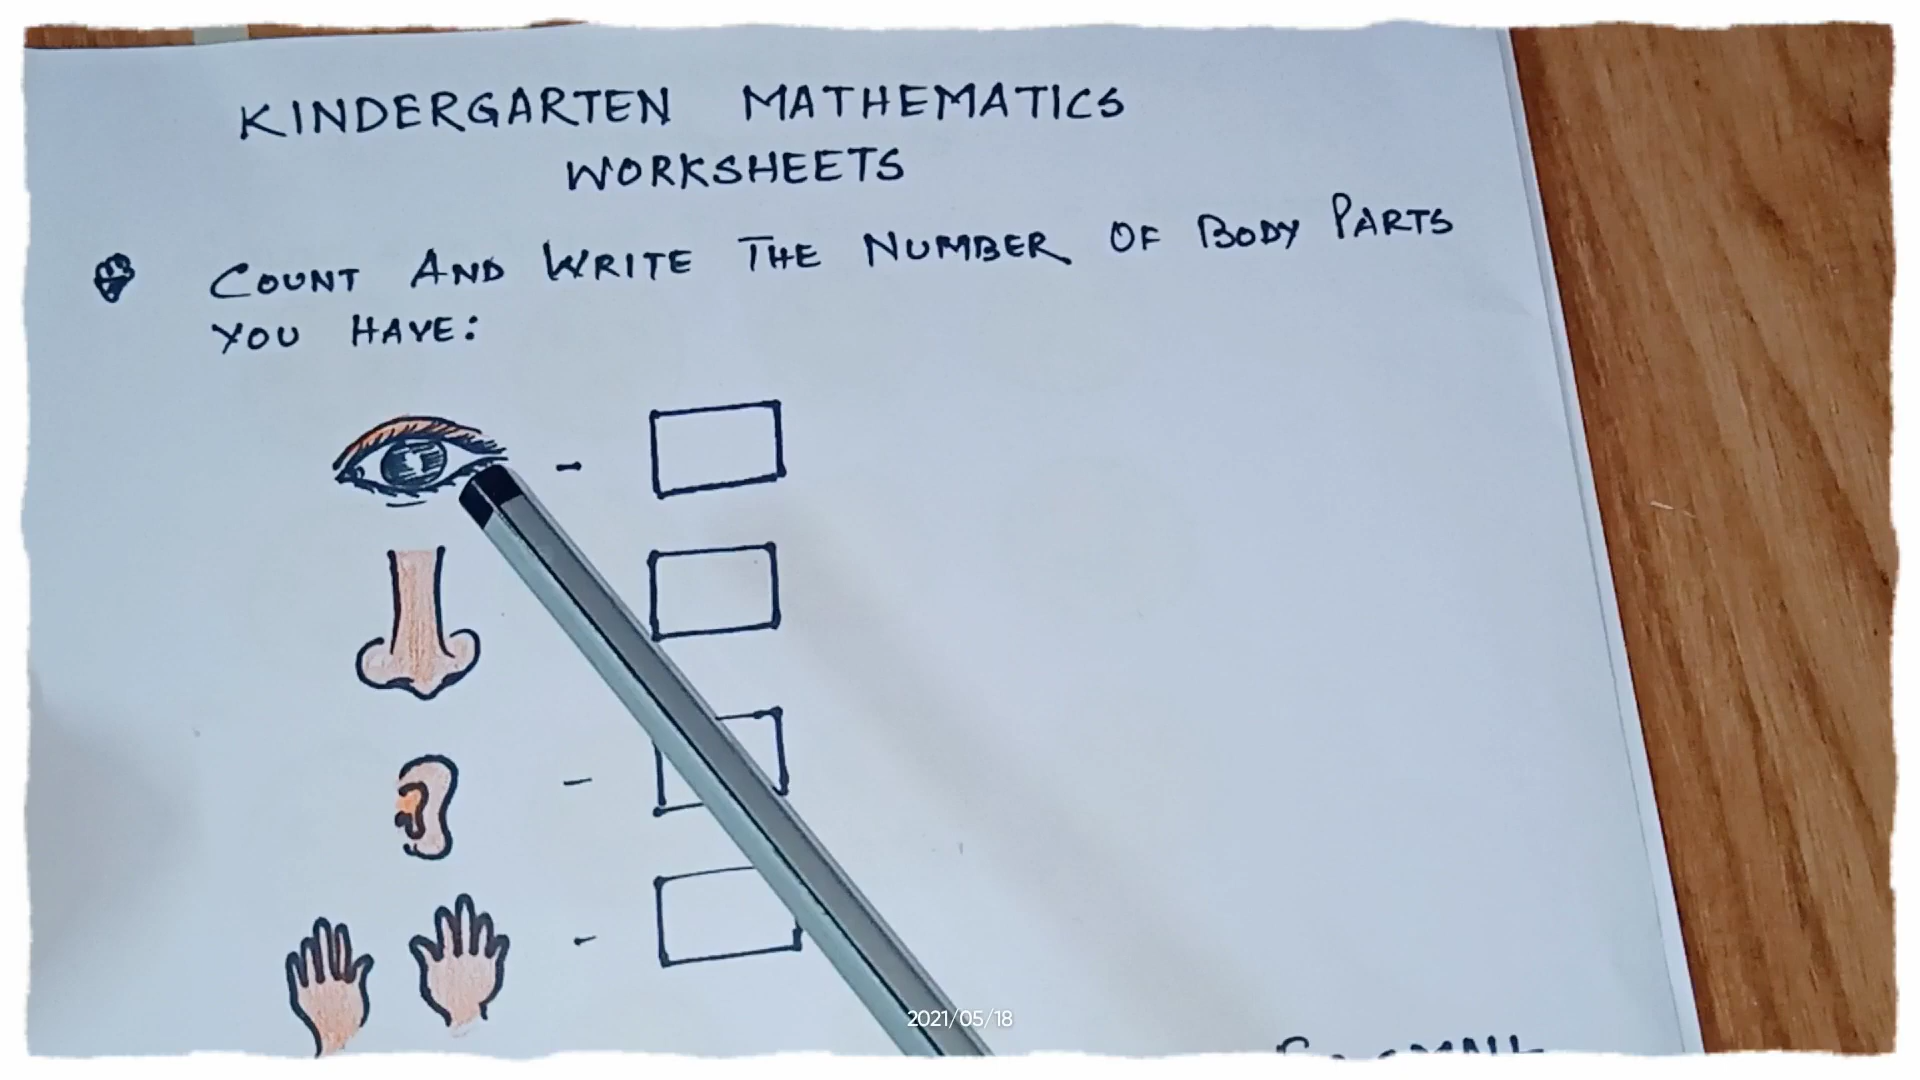 KINDERGARTEN MATHEMATICS
WORKSHEETS
COUNT AND WRITE THE NUMBER OF BODY PARTS
YOU HAVE:
-
-
-
2021/05/18